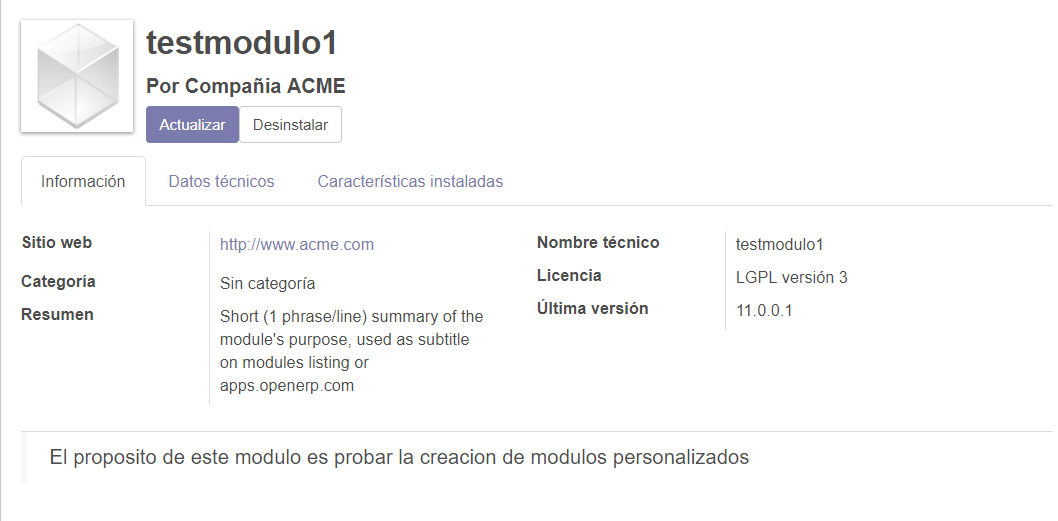 testmodulo1
Por Compañia ACME
Actualizar Desinstalar
Información Datos técnicos Características instaladas
Sitio web http://www.acme.com
Categoría Sin categoría
Resumen Short (1 phrase/line) summary of the
module's purpose, used as subtitle
on modules listing or
apps.openerp.com
Nombre técnico testmodulo1
Licencia LGPL versión 3
Última versión 11.0.0.1
El proposito de este modulo es probar la creacion de modulos personalizados